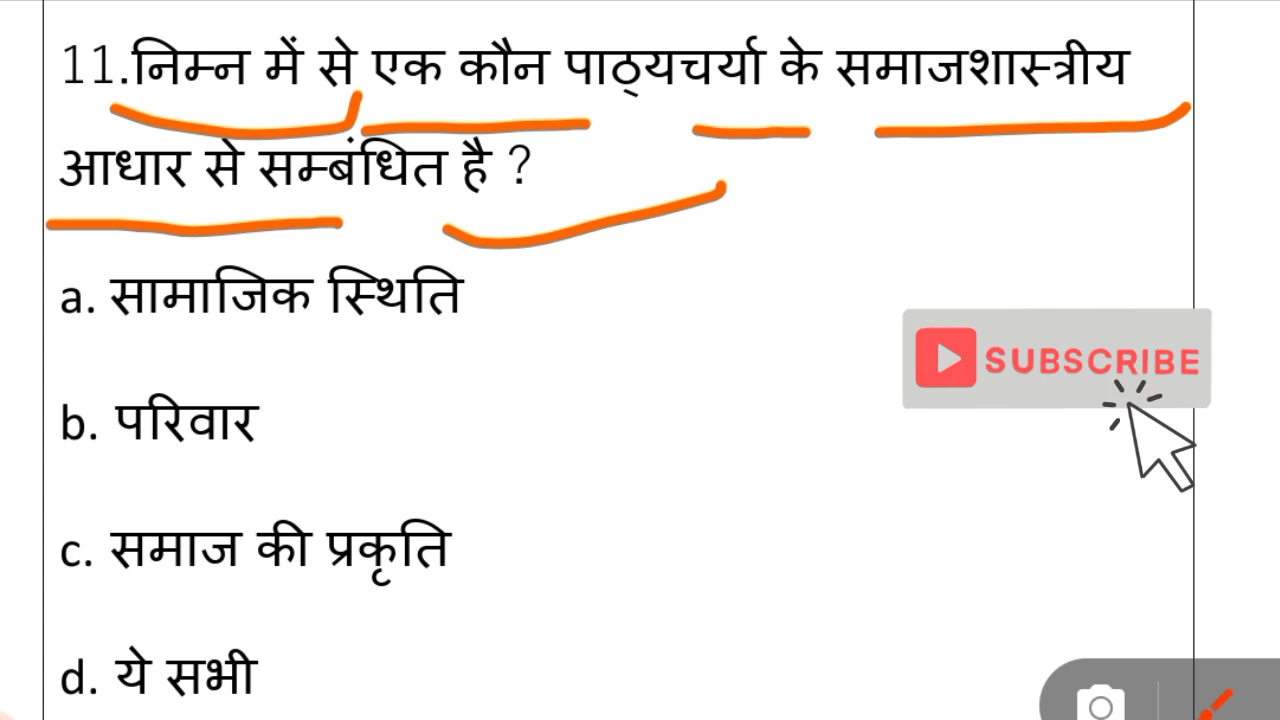 11.निम्न में से एक कौन पाठ्यचर्या के समाजशास्त्रीय
आधार से सम्बंधित है ?
a. सामाजिक स्थिति
SUBSCRIBE
b. परिवार
c. समाज की प्रकृति
d. ये सभी